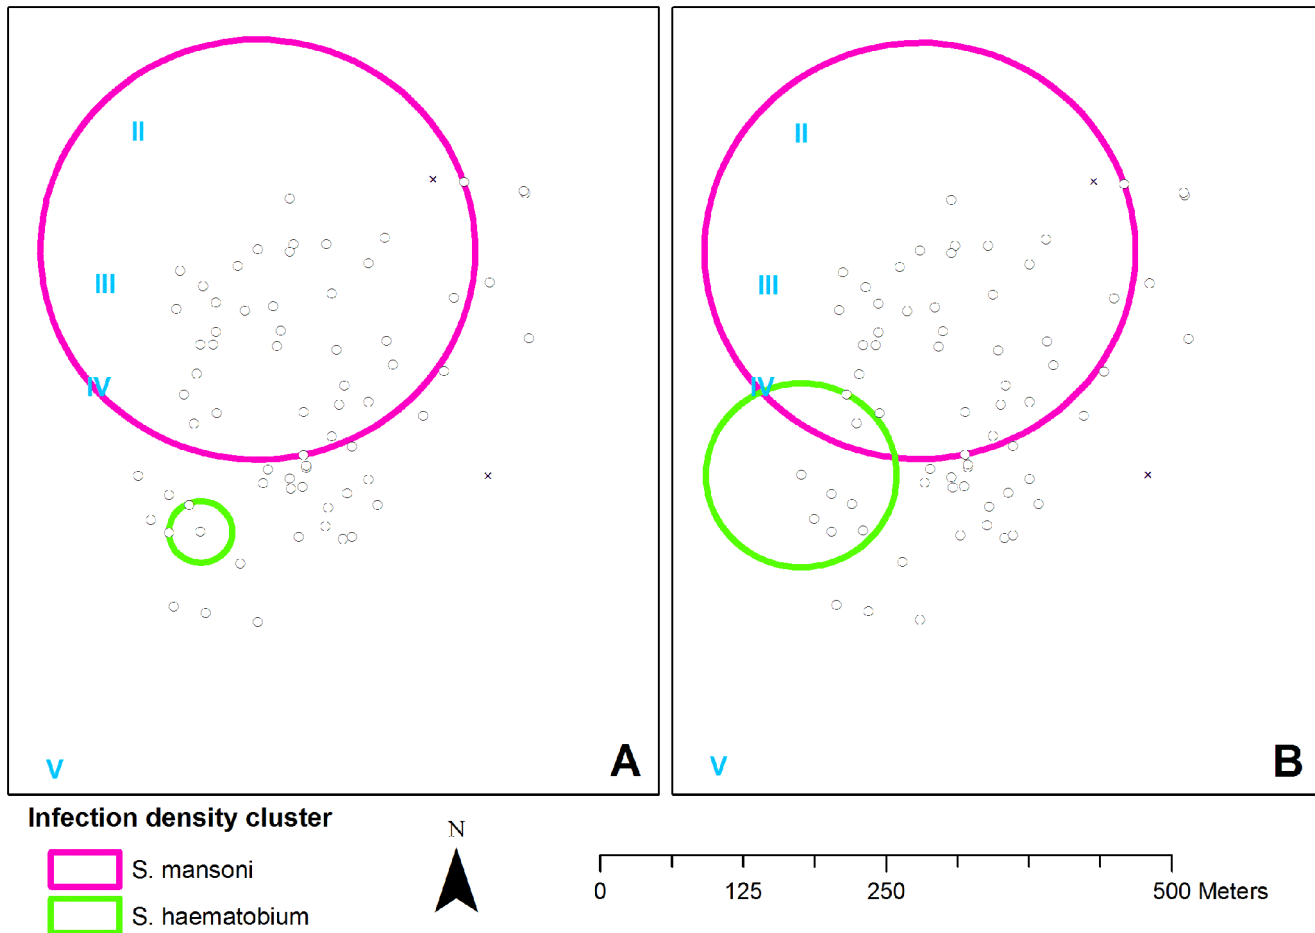 II
II
III
III
IV
IV
V
A
V
B
Infection density cluster
S. mansoni
S. haematobium
N
0
125
250
500 Meters